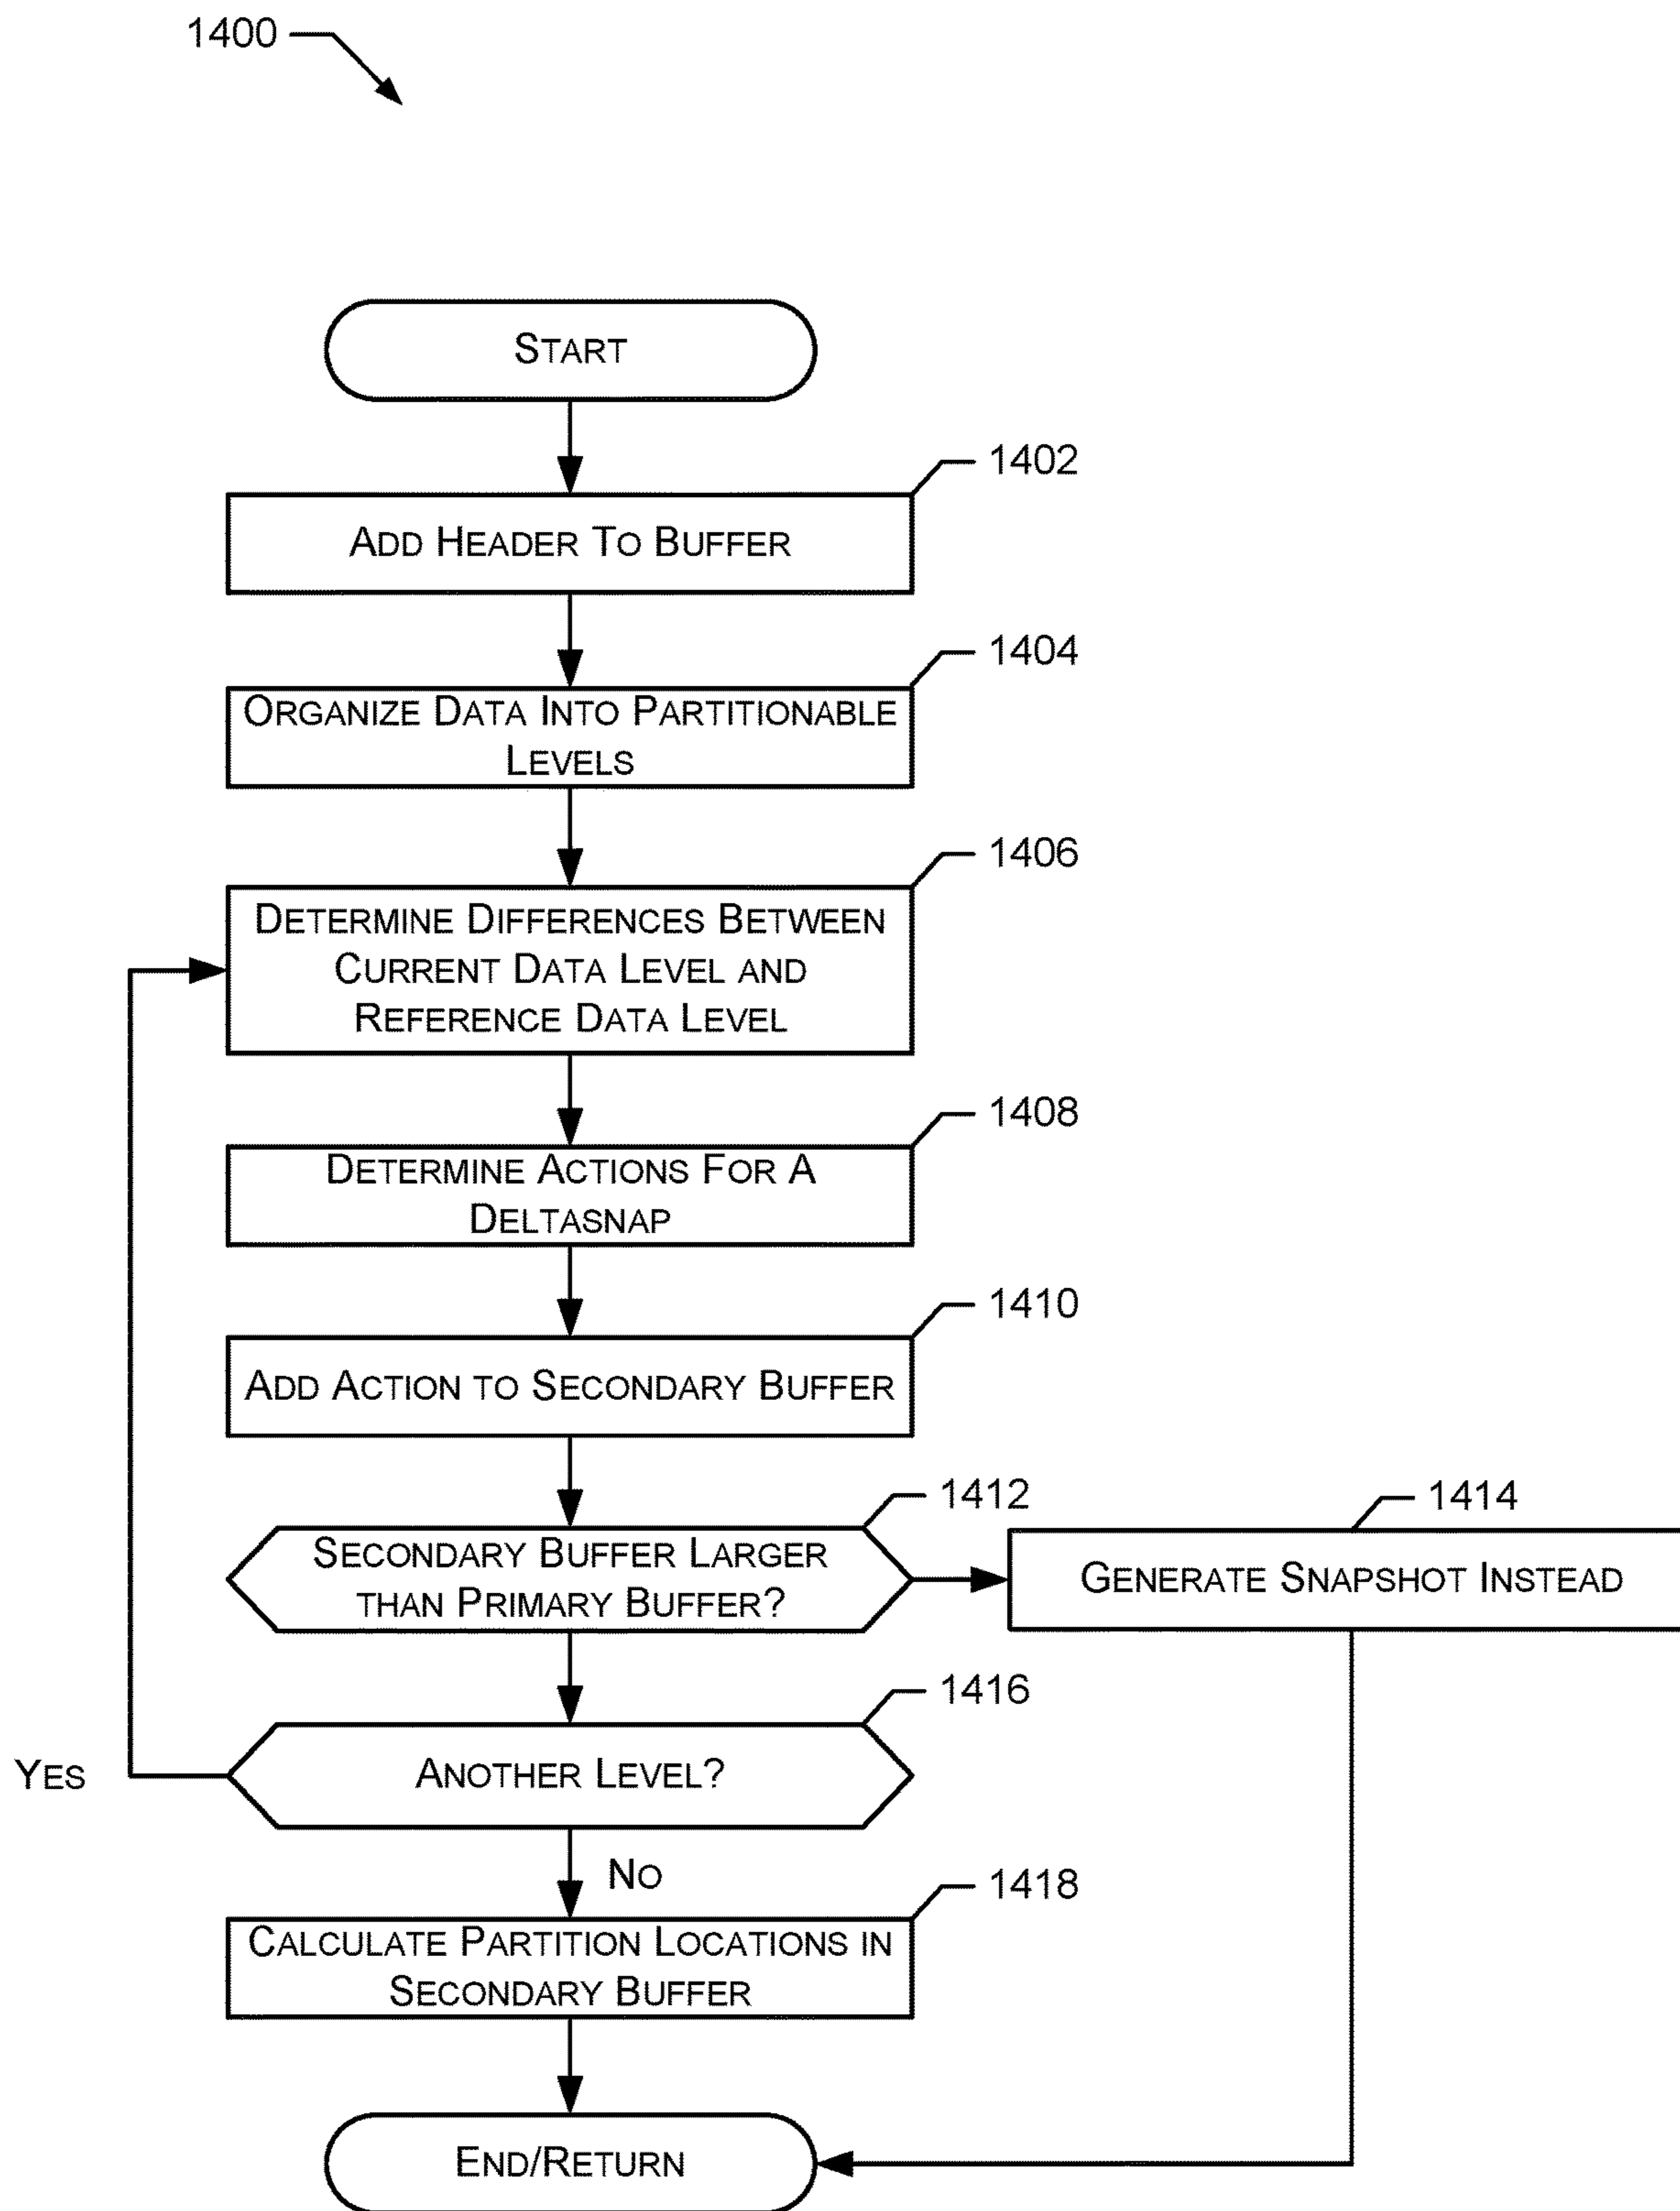 1400
START
1402
ADD HEADER TO BUFFER
1404
ORGANIZE DATA INTO PARTITIONABLE
LEVELS
1406
DETERMINE DIFFERENCES BETWEEN
CURRENT DATA LEVEL AND
REFERENCE DATA LEVEL
1408
DETERMINE ACTIONS FOR A
DELTASNAP
1410
ADD ACTION TO SECONDARY BUFFER
1412
SECONDARY BUFFER LARGER
THAN PRIMARY BUFFER?
1414
GENERATE SNAPSHOT INSTEAD
1416
ANOTHER LEVEL?
YES
NO
1418
CALCULATE PARTITION LOCATIONS IN
SECONDARY BUFFER
END/RETURN